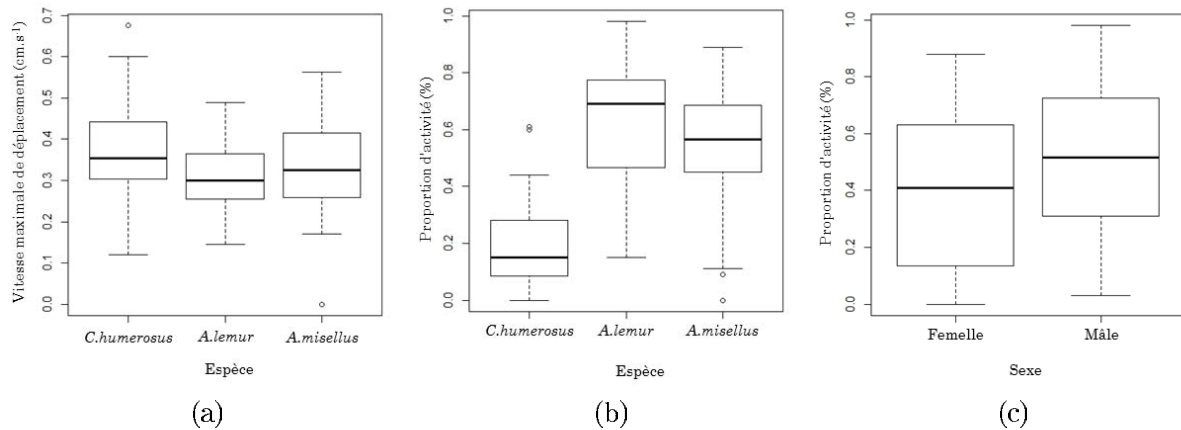 Vitesse maximale de déplacement (cm.s⁻¹)
0.0 0.1 0.2 0.3 0.4 0.5 0.6 0.7
C.humerosus A.lemur A.misellus
Espèce
(a)
Proportion d'activité (%)
0.0 0.2 0.4 0.6 0.8 1.0
C.humerosus A.lemur A.misellus
Espèce
(b)
Proportion d'activité (%)
0.0 0.2 0.4 0.6 0.8 1.0
Femelle Mâle
Sexe
(c)